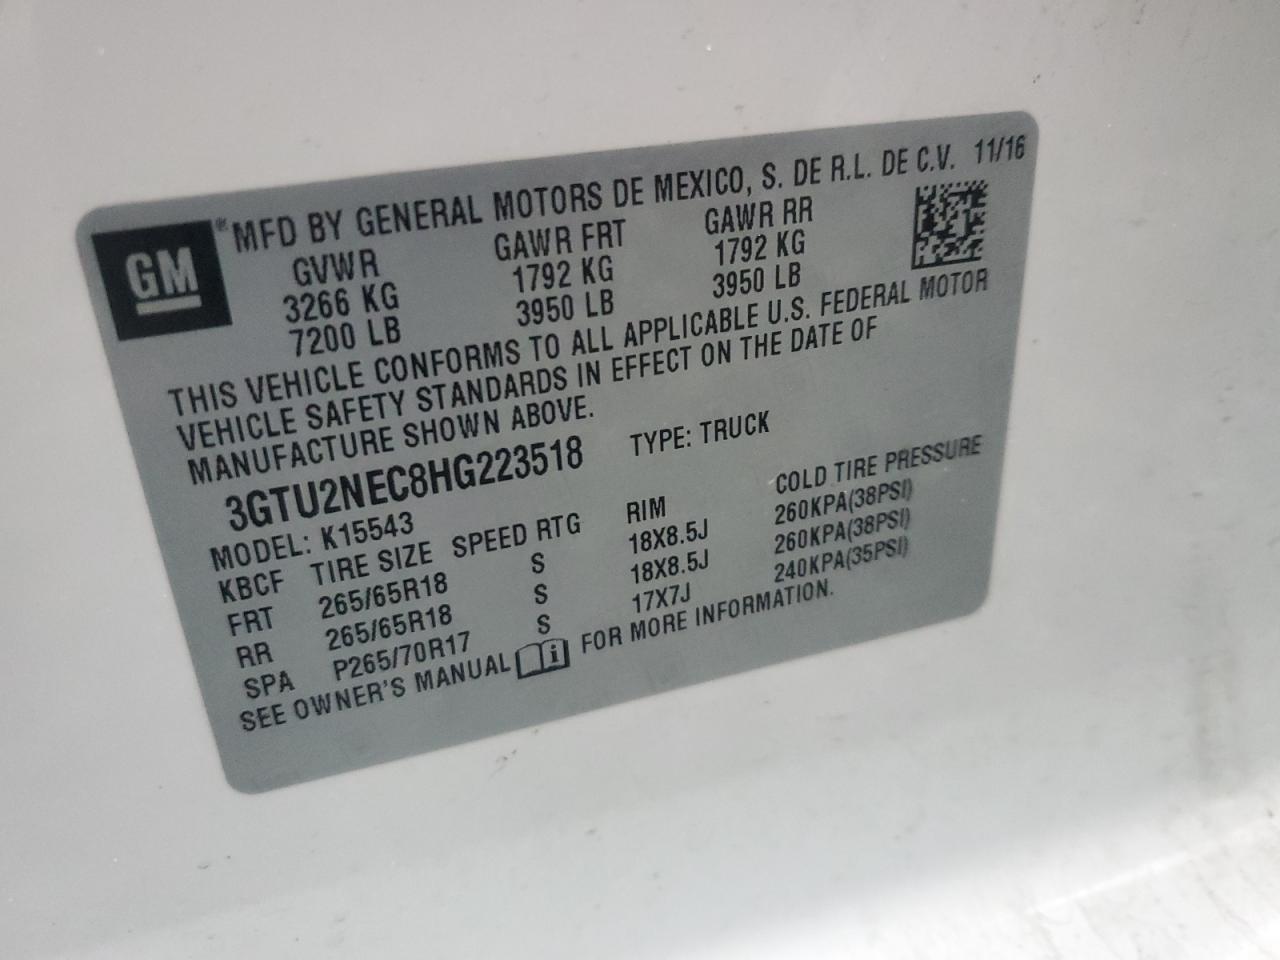 GM
® MFD BY GENERAL MOTORS DE MEXICO, S. DE R.L. DE C.V. 11/16
GVWR GAWR FRT GAWR RR
3266 KG 1792 KG 1792 KG
7200 LB 3950 LB 3950 LB
THIS VEHICLE CONFORMS TO ALL APPLICABLE U.S. FEDERAL MOTOR
VEHICLE SAFETY STANDARDS IN EFFECT ON THE DATE OF
MANUFACTURE SHOWN ABOVE.
3GTU2NEC8HG223518 TYPE: TRUCK
MODEL: K15543
KBCF TIRE SIZE SPEED RTG RIM COLD TIRE PRESSURE
FRT 265/65R18 S 18X8.5J 260KPA(38PSI)
RR 265/65R18 S 18X8.5J 260KPA(38PSI)
SPA P265/70R17 S 17X7J 240KPA(35PSI)
SEE OWNER'S MANUAL i FOR MORE INFORMATION.